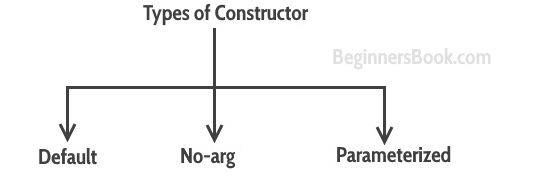 Types of Constructor
BeginnersBook.com
Default
No-arg
Parameterized